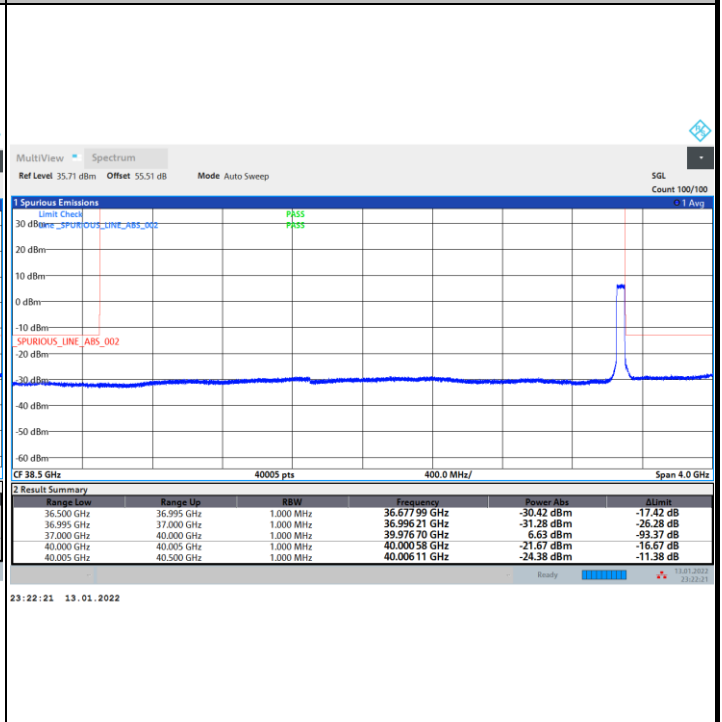 MultiView Spectrum
Ref Level 35.71 dBm Offset 55.51 dB Mode Auto Sweep SGL
Count 100/100
1 Spurious Emissions 1 Avg
Limit Check PASS
30 dBm Line _SPURIOUS_LINE_ABS_002 PASS
20 dBm
10 dBm
0 dBm
-10 dBm
_SPURIOUS_LINE_ABS_002
-20 dBm
-30 dBm
-40 dBm
-50 dBm
-60 dBm
CF 38.5 GHz 40005 pts 400.0 MHz/ Span 4.0 GHz
2 Result Summary
Range Low Range Up RBW Frequency Power Abs ΔLimit
36.500 GHz 36.995 GHz 1.000 MHz 36.677 99 GHz -30.42 dBm -17.42 dB
36.995 GHz 37.000 GHz 1.000 MHz 36.996 21 GHz -31.28 dBm -26.28 dB
37.000 GHz 40.000 GHz 1.000 MHz 39.976 70 GHz 6.63 dBm -93.37 dB
40.000 GHz 40.005 GHz 1.000 MHz 40.000 58 GHz -21.67 dBm -16.67 dB
40.005 GHz 40.500 GHz 1.000 MHz 40.006 11 GHz -24.38 dBm -11.38 dB
Ready 13.01.2022
23:22:21
23:22:21 13.01.2022